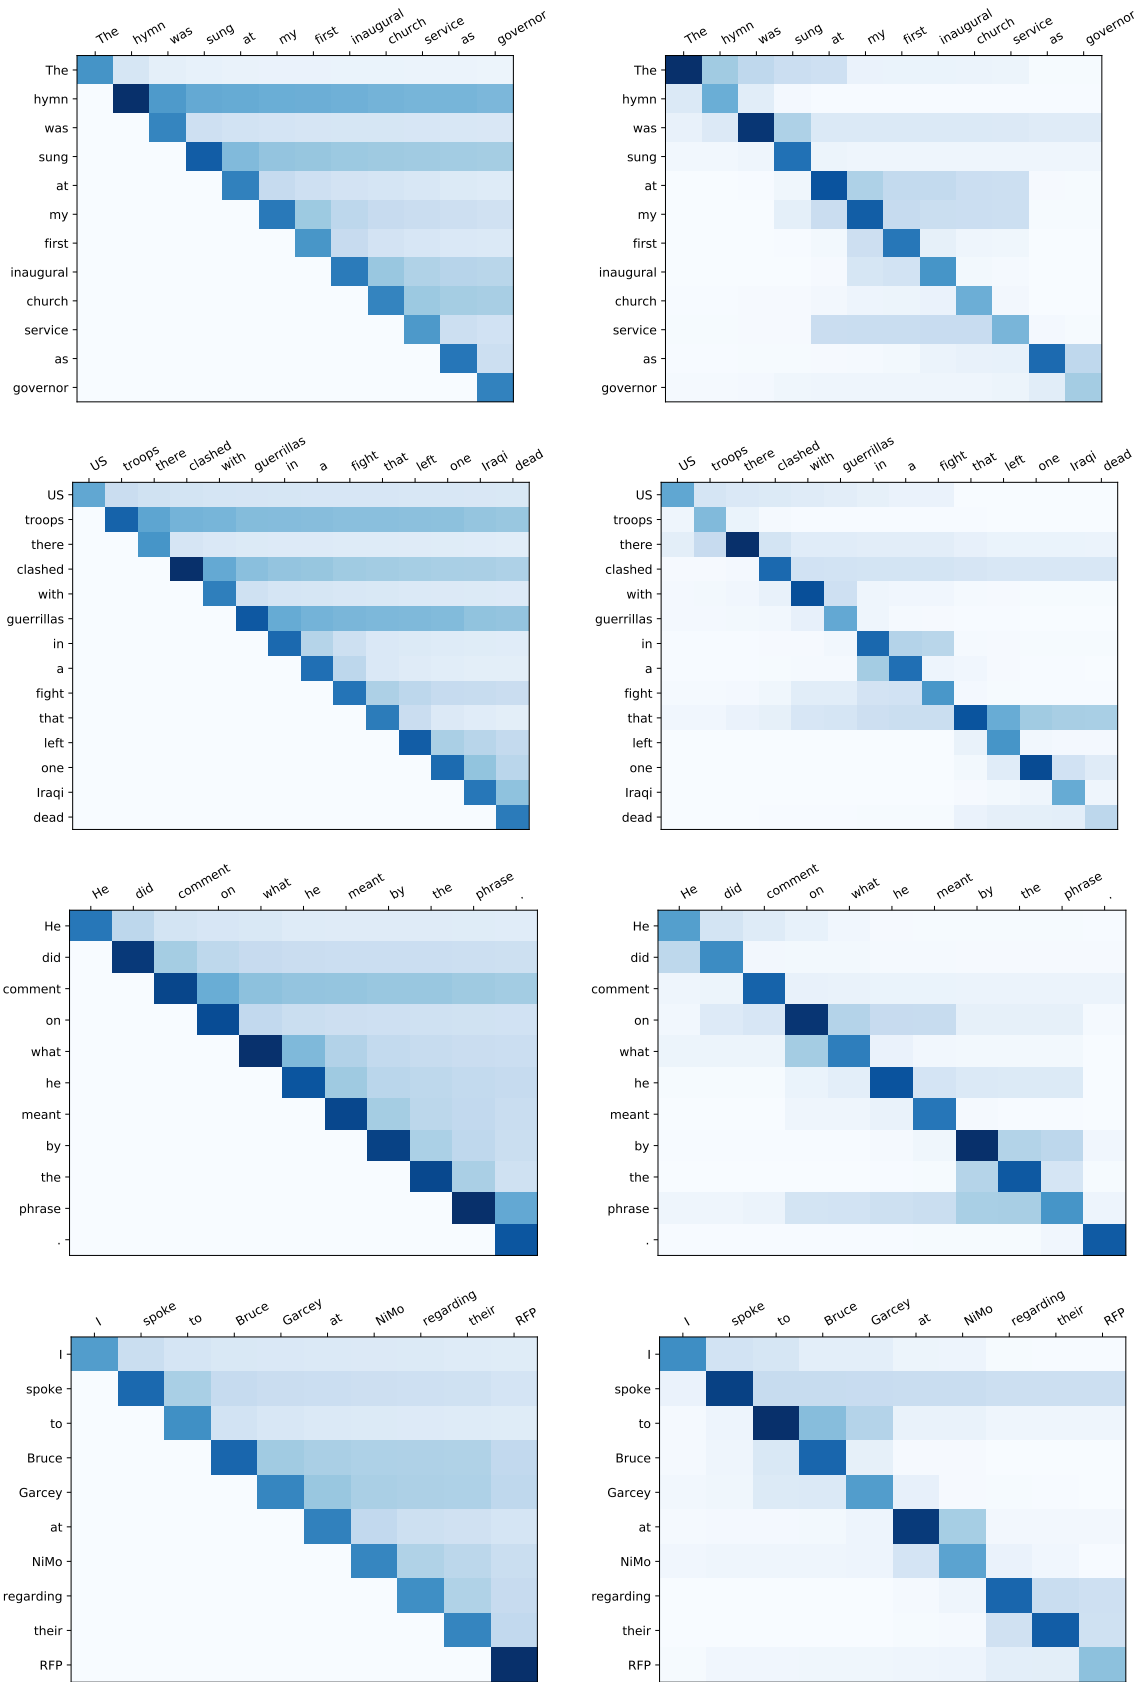 The hymn was sung at my first inaugural church service as governor
The hymn was sung at my first inaugural church service as governor
The
hymn
was
sung
at
my
first
inaugural
church
service
as
governor
The
hymn
was
sung
at
my
first
inaugural
church
service
as
governor
US troops there clashed with guerrillas in a fight that left one Iraqi dead
US troops there clashed with guerrillas in a fight that left one Iraqi dead
US
troops
there
clashed
with
guerrillas
in
a
fight
that
left
one
Iraqi
dead
US
troops
there
clashed
with
guerrillas
in
a
fight
that
left
one
Iraqi
dead
He did comment on what he meant by the phrase .
He did comment on what he meant by the phrase .
He
did
comment
on
what
he
meant
by
the
phrase
.
He
did
comment
on
what
he
meant
by
the
phrase
.
I spoke to Bruce Garcey at NiMo regarding their RFP
I spoke to Bruce Garcey at NiMo regarding their RFP
I
spoke
to
Bruce
Garcey
at
NiMo
regarding
their
RFP
I
spoke
to
Bruce
Garcey
at
NiMo
regarding
their
RFP